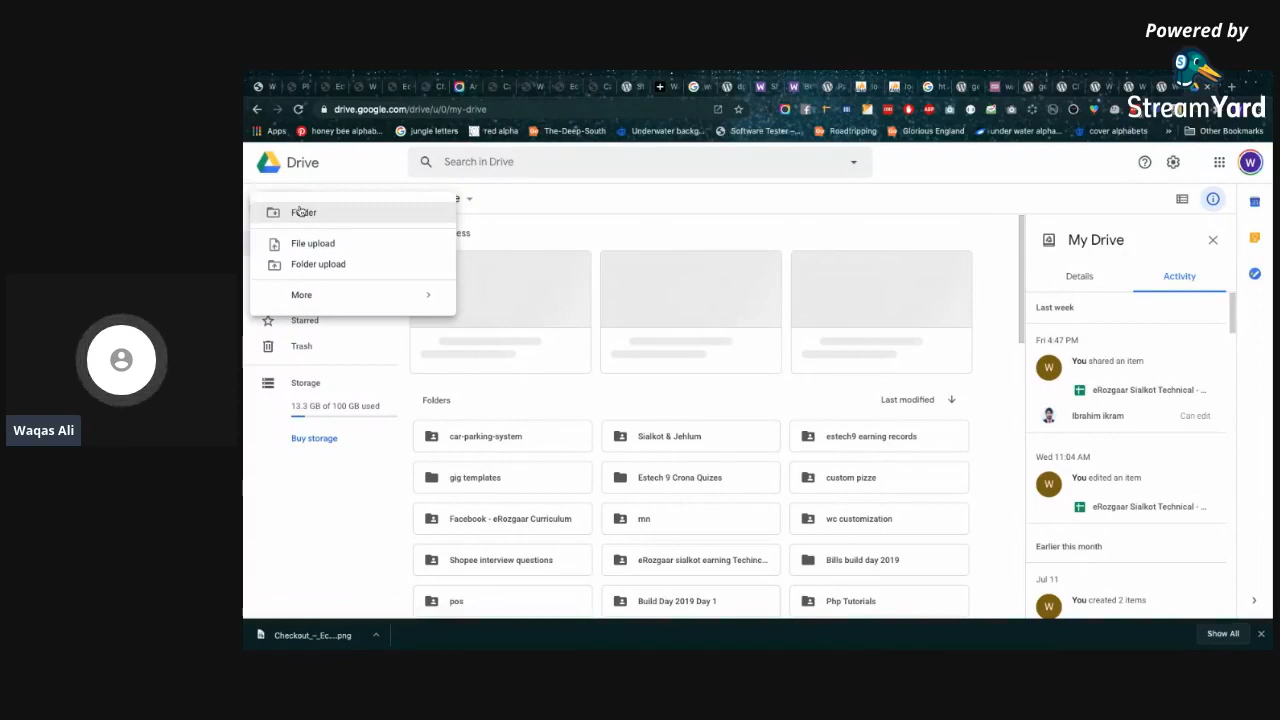 Powered by
StreamYard
drive.google.com/drive/u/0/my-drive
Apps
honey bee alphab...
jungle letters
red alpha
The-Deep-South
Underwater backg...
Software Tester –...
Roadtripping
Glorious England
under water alpha...
cover alphabets
»
Other Bookmarks
Drive
Search in Drive
W
Folder
File upload
Folder upload
More
Starred
Trash
Storage
13.3 GB of 100 GB used
Buy storage
e
ess
Folders
Last modified
car-parking-system
Sialkot & Jehlum
estech9 earning records
gig templates
Estech 9 Crona Quizes
custom pizze
Facebook - eRozgaar Curriculum
mn
wc customization
Shopee interview questions
eRozgaar sialkot earning Techinc...
Bills build day 2019
pos
Build Day 2019 Day 1
Php Tutorials
My Drive
Details
Activity
Last week
Fri 4:47 PM
W
You shared an item
eRozgaar Sialkot Technical - ...
Ibrahim ikram
Can edit
Wed 11:04 AM
W
You edited an item
eRozgaar Sialkot Technical - ...
Earlier this month
Jul 11
W
You created 2 items
Waqas Ali
Checkout_–_Ec....png
Show All